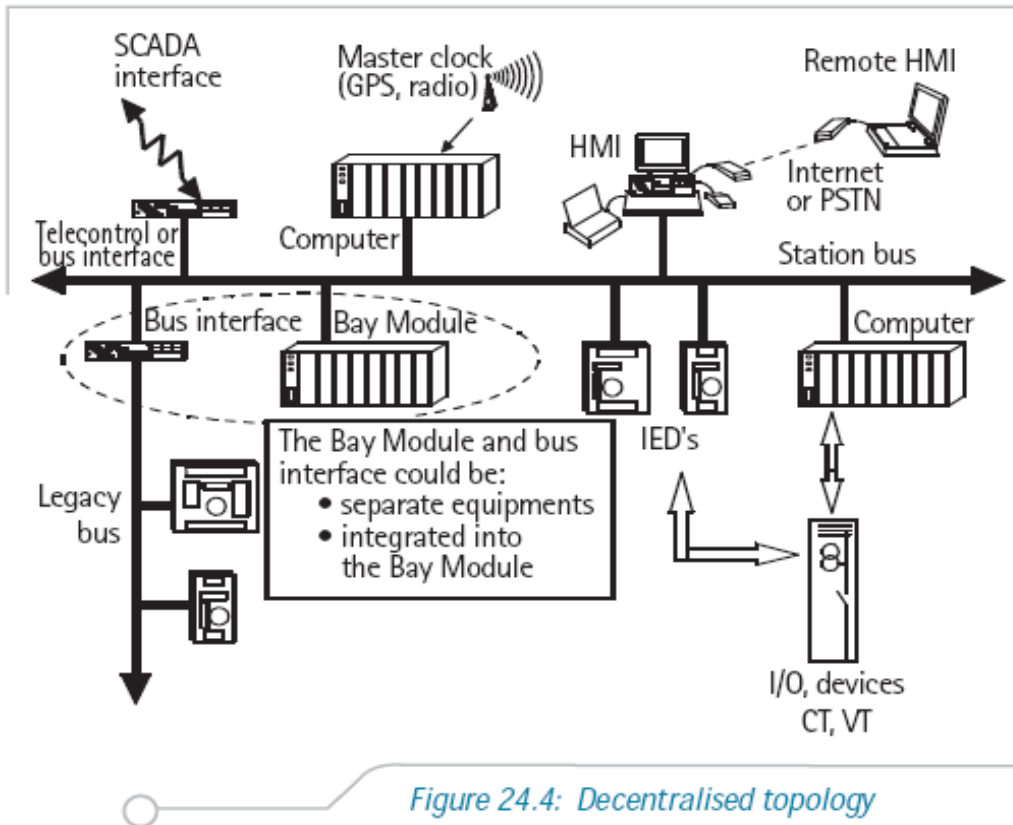 SCADA
interface
Master clock
(GPS, radio)
Remote HMI
HMI
Internet
or PSTN
Telecontrol or
bus interface
Computer
Station bus
Bus interface
Bay Module
Computer
IED's
The Bay Module and bus
interface could be:
• separate equipments
• integrated into
the Bay Module
Legacy
bus
I/O, devices
CT, VT
Figure 24.4: Decentralised topology